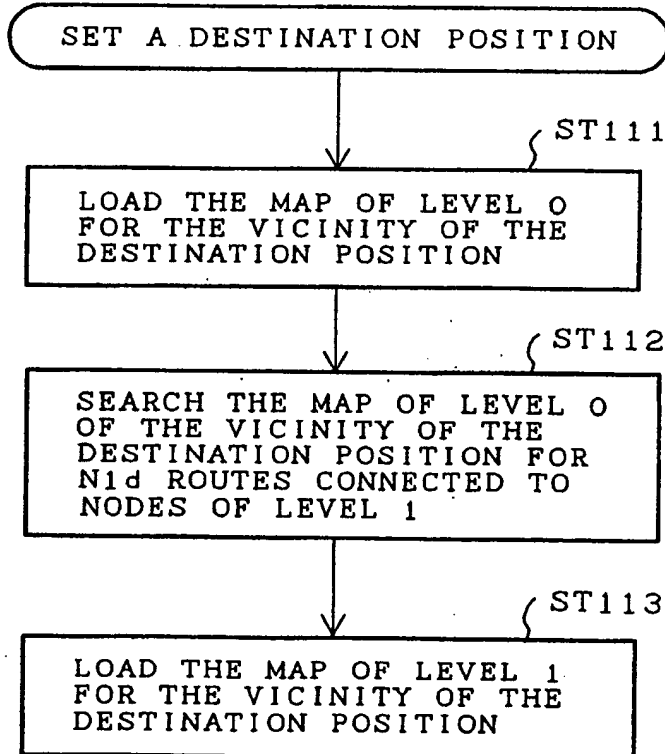 SET A DESTINATION POSITION
ST111
LOAD THE MAP OF LEVEL 0
FOR THE VICINITY OF THE
DESTINATION POSITION
ST112
SEARCH THE MAP OF LEVEL 0
OF THE VICINITY OF THE
DESTINATION POSITION FOR
N1d ROUTES CONNECTED TO
NODES OF LEVEL 1
ST113
LOAD THE MAP OF LEVEL 1
FOR THE VICINITY OF THE
DESTINATION POSITION